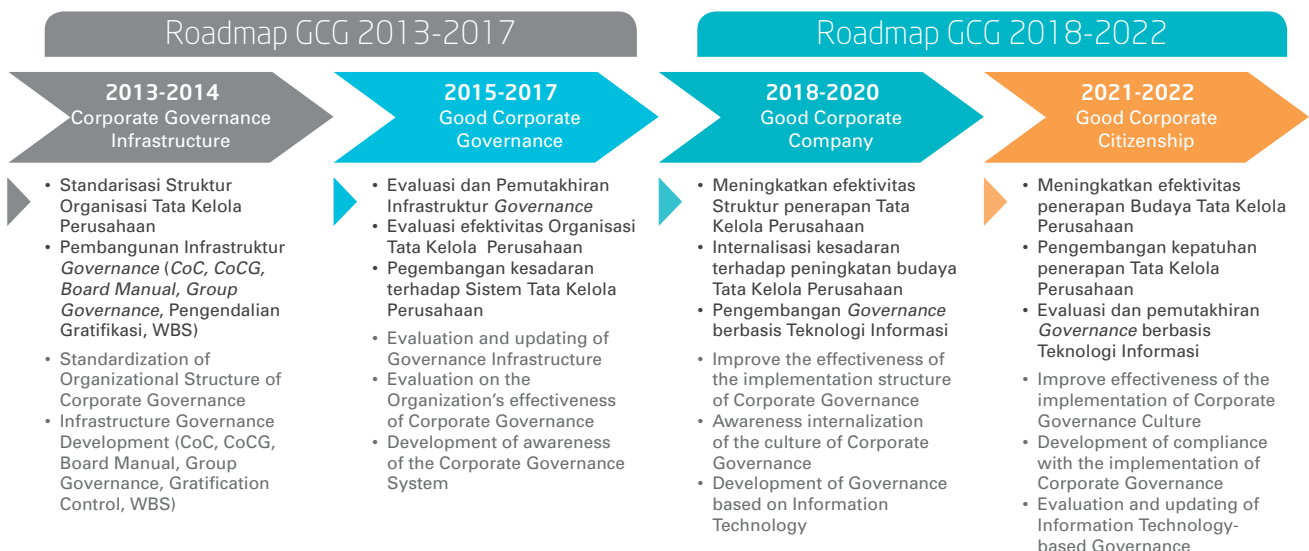 Roadmap GCG 2013-2017
Roadmap GCG 2018-2022
2013-2014
Corporate Governance
Infrastructure
2015-2017
Good Corporate
Governance
2018-2020
Good Corporate
Company
2021-2022
Good Corporate
Citizenship
• Standarisasi Struktur
Organisasi Tata Kelola
Perusahaan
• Pembangunan Infrastruktur
Governance (CoC, CoCG,
Board Manual, Group
Governance, Pengendalian
Gratifikasi, WBS)
• Standardization of
Organizational Structure of
Corporate Governance
• Infrastructure Governance
Development (CoC, CoCG,
Board Manual, Group
Governance, Gratification
Control, WBS)
• Evaluasi dan Pemutakhiran
Infrastruktur Governance
• Evaluasi efektivitas Organisasi
Tata Kelola Perusahaan
• Pegembangan kesadaran
terhadap Sistem Tata Kelola
Perusahaan
• Evaluation and updating of
Governance Infrastructure
• Evaluation on the
Organization's effectiveness
of Corporate Governance
• Development of awareness
of the Corporate Governance
System
• Meningkatkan efektivitas
Struktur penerapan Tata
Kelola Perusahaan
• Internalisasi kesadaran
terhadap peningkatan budaya
Tata Kelola Perusahaan
• Pengembangan Governance
berbasis Teknologi Informasi
• Improve the effectiveness of
the implementation structure
of Corporate Governance
• Awareness internalization
of the culture of Corporate
Governance
• Development of Governance
based on Information
Technology
• Meningkatkan efektivitas
penerapan Budaya Tata Kelola
Perusahaan
• Pengembangan kepatuhan
penerapan Tata Kelola
Perusahaan
• Evaluasi dan pemutakhiran
Governance berbasis
Teknologi Informasi
• Improve effectiveness of the
implementation of Corporate
Governance Culture
• Development of compliance
with the implementation of
Corporate Governance
• Evaluation and updating of
Information Technology-
based Governance